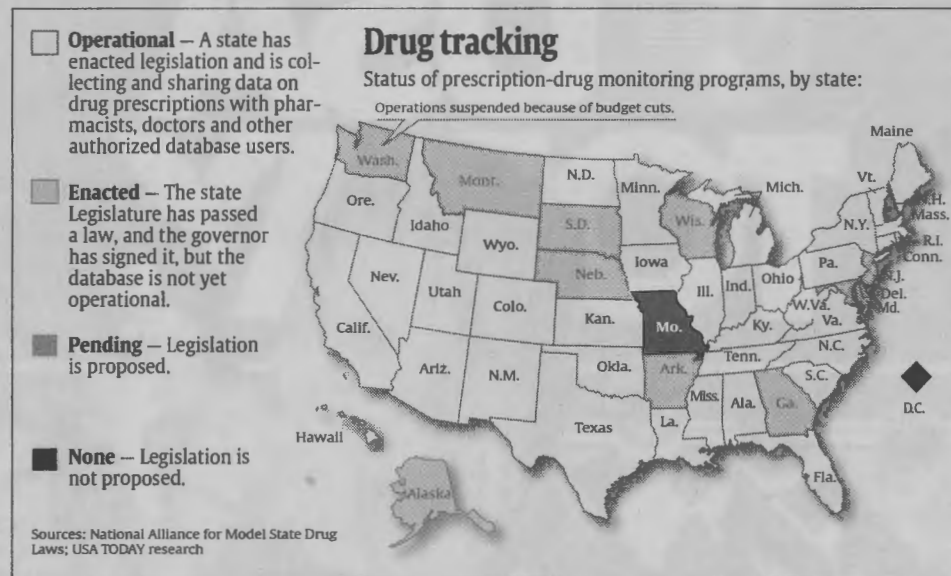 Operational — A state has
enacted legislation and is col-
lecting and sharing data on
drug prescriptions with phar-
macists, doctors and other
authorized database users.
Enacted — The state
Legislature has passed
a law, and the governor
has signed it, but the
database is not yet
operational.
Pending — Legislation
is proposed.
None — Legislation is
not proposed.
Sources: National Alliance for Model State Drug
Laws; USA TODAY research
Drug tracking
Status of prescription-drug monitoring programs, by state:
Operations suspended because of budget cuts.
Wash.
Mont.
N.D.
Minn.
Mich.
Vt.
Maine
N.H.
Mass.
Ore.
Idaho
Wyo.
S.D.
Wis.
N.Y.
R.I.
Conn.
Nev.
Utah
Colo.
Neb.
Iowa
Ill.
Ind.
Ohio
Pa.
N.J.
Del.
Md.
Calif.
Kan.
Mo.
Ky.
W.Va.
Va.
Ariz.
N.M.
Okla.
Ark.
Tenn.
N.C.
S.C.
D.C.
Hawaii
Texas
La.
Miss.
Ala.
Ga.
Fla.
Alaska